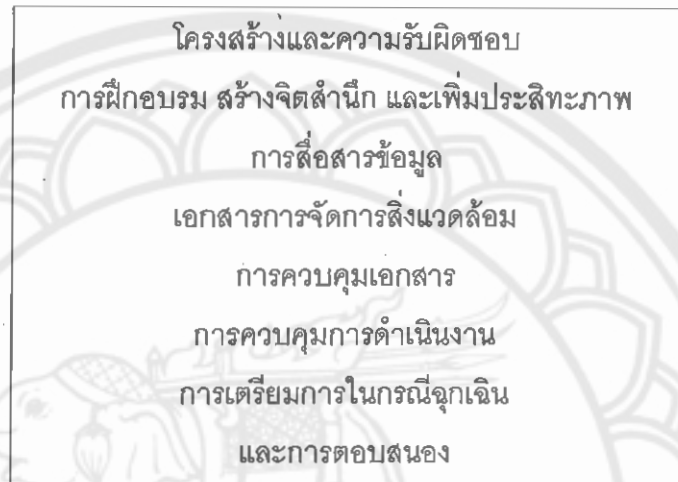 โครงสร้างและความรับผิดชอบ
การฝึกอบรม สร้างจิตสำนึก และเพิ่มประสิทะภาพ
การสื่อสารข้อมูล
เอกสารการจัดการสิ่งแวดล้อม
การควบคุมเอกสาร
การควบคุมการดำเนินงาน
การเตรียมการในกรณีฉุกเฉิน
และการตอบสนอง